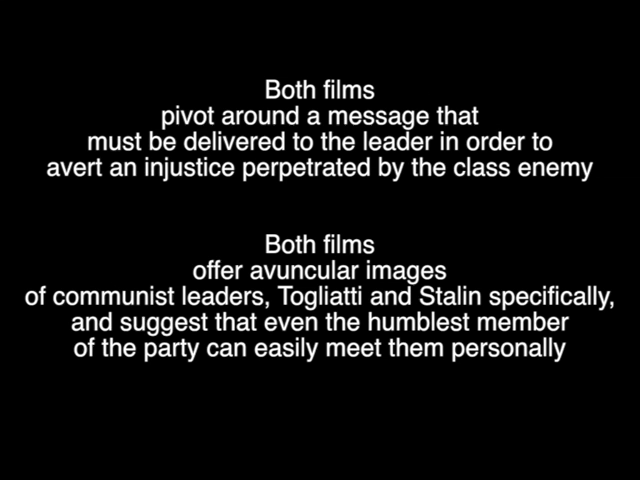 Both films
pivot around a message that
must be delivered to the leader in order to
avert an injustice perpetrated by the class enemy
Both films
offer avuncular images
of communist leaders, Togliatti and Stalin specifically,
and suggest that even the humblest member
of the party can easily meet them personally